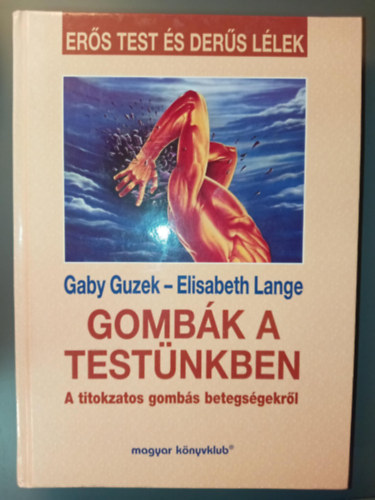 ERŐS TEST ÉS DERŰS LÉLEK
Gaby Guzek – Elisabeth Lange
GOMBÁK A
TESTÜNKBEN
A titokzatos gombás betegségekről
magyar könyvklub®